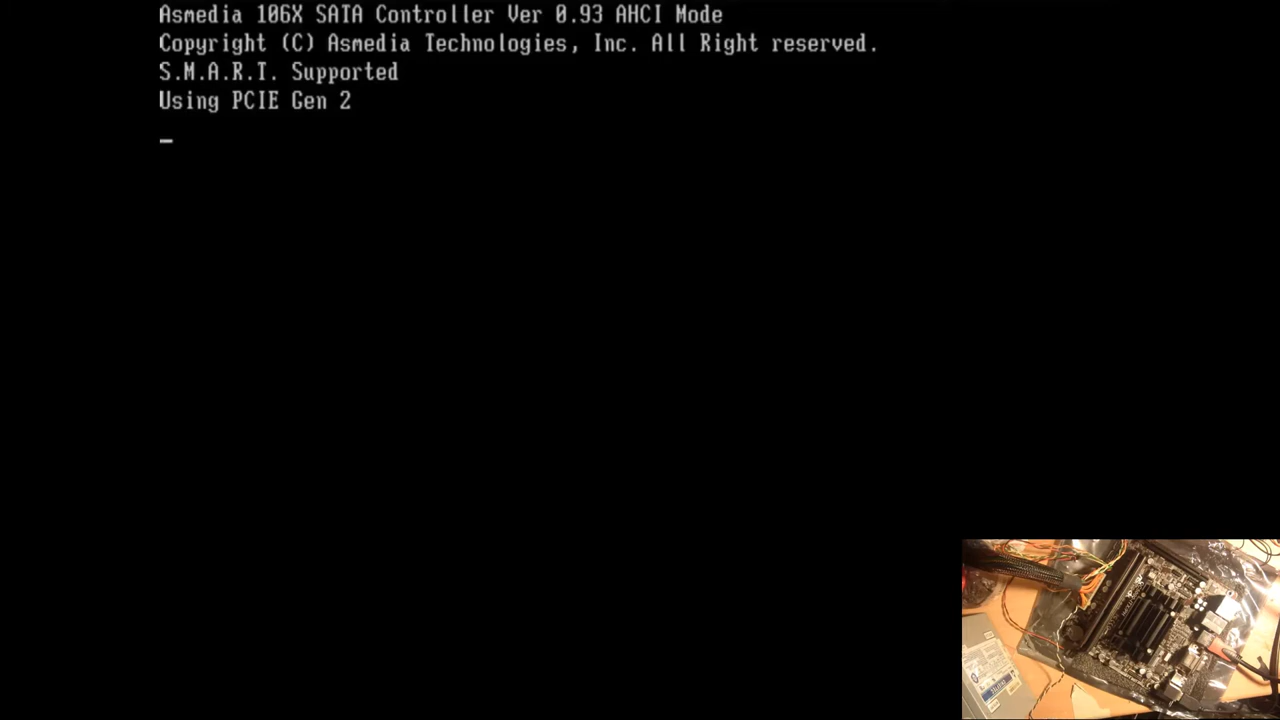 Asmedia 106X SATA Controller Ver 0.93 AHCI Mode
Copyright (C) Asmedia Technologies, Inc. All Right reserved.
S.M.A.R.T. Supported
Using PCIE Gen 2